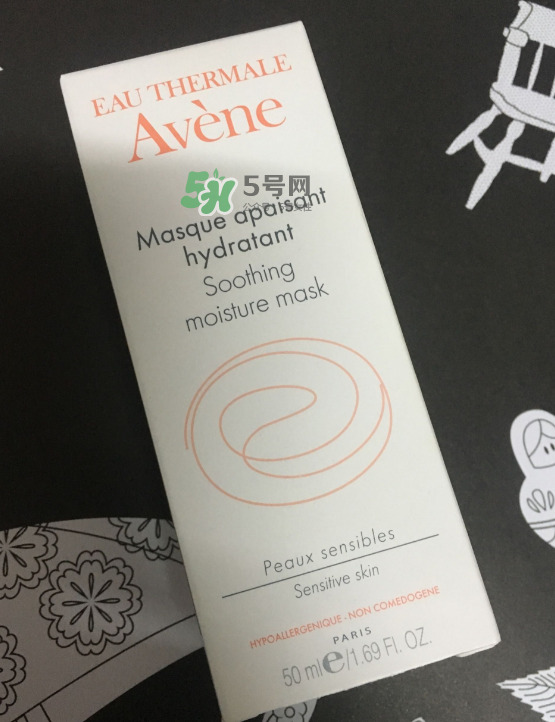 EAU THERMALE
Avène
5号网
Masque apaisant
hydratant
Soothing
moisture mask
Peaux sensibles
Sensitive skin
HYPOALLERGENIQUE - NON COMEDOGENE
PARIS
50 ml e/1.69 Fl. OZ.